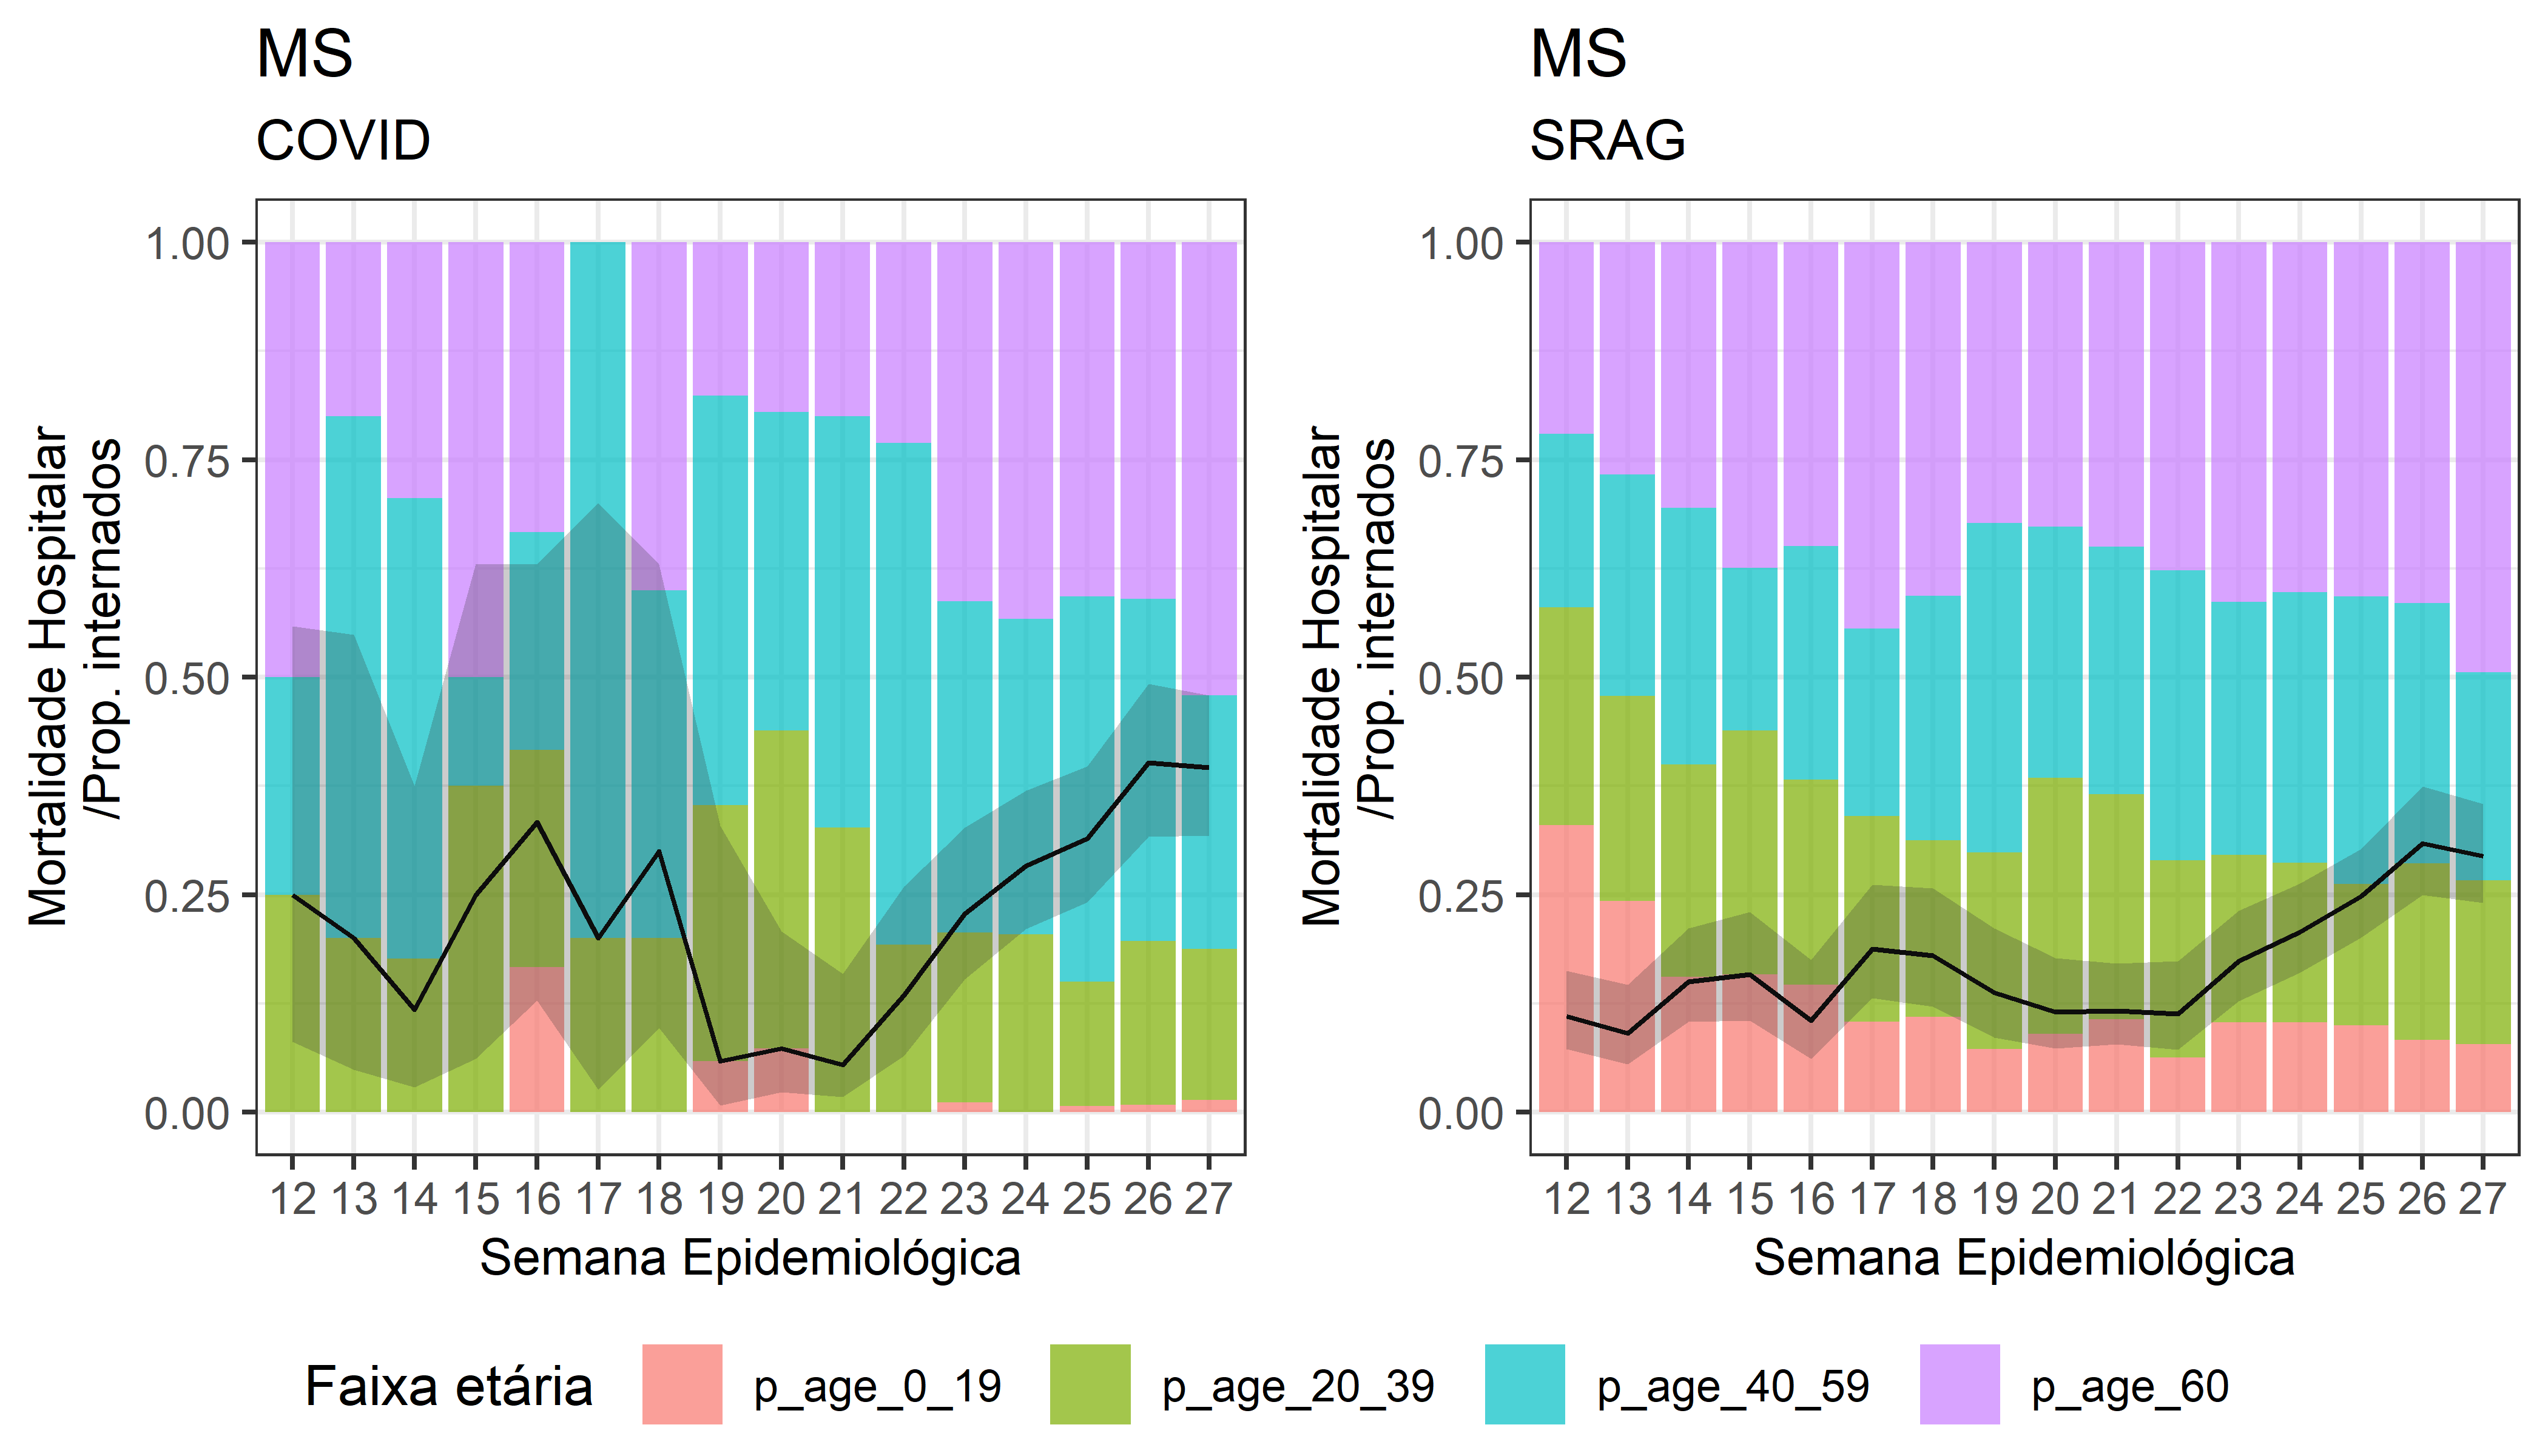 MS
COVID
Mortalidade Hospitalar
/Prop. internados
1.00
0.75
0.50
0.25
0.00
12 13 14 15 16 17 18 19 20 21 22 23 24 25 26 27
Semana Epidemiológica
MS
SRAG
Mortalidade Hospitalar
/Prop. internados
1.00
0.75
0.50
0.25
0.00
12 13 14 15 16 17 18 19 20 21 22 23 24 25 26 27
Semana Epidemiológica
Faixa etária p_age_0_19 p_age_20_39 p_age_40_59 p_age_60